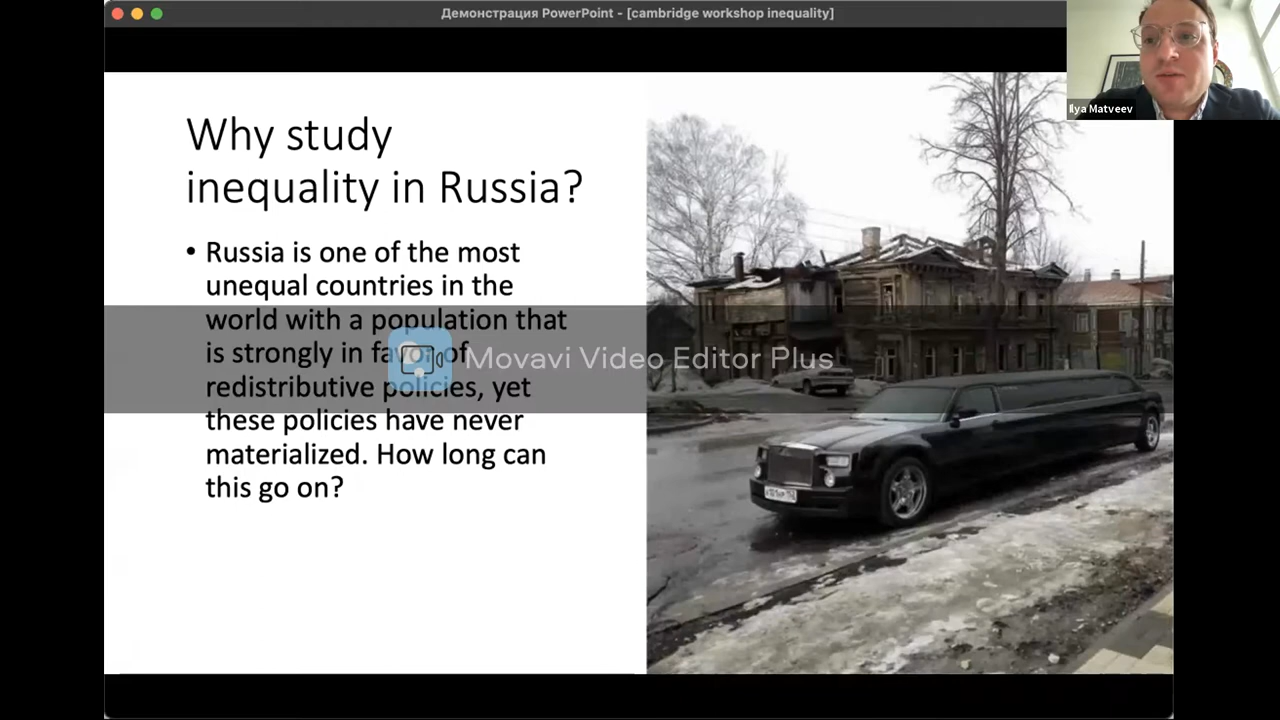 Демонстрация PowerPoint - [cambridge workshop inequality]
Ilya Matveev
Why study
inequality in Russia?
• Russia is one of the most
unequal countries in the
world with a population that
is strongly in favor of
redistributive policies, yet
these policies have never
materialized. How long can
this go on?
Movavi Video Editor Plus